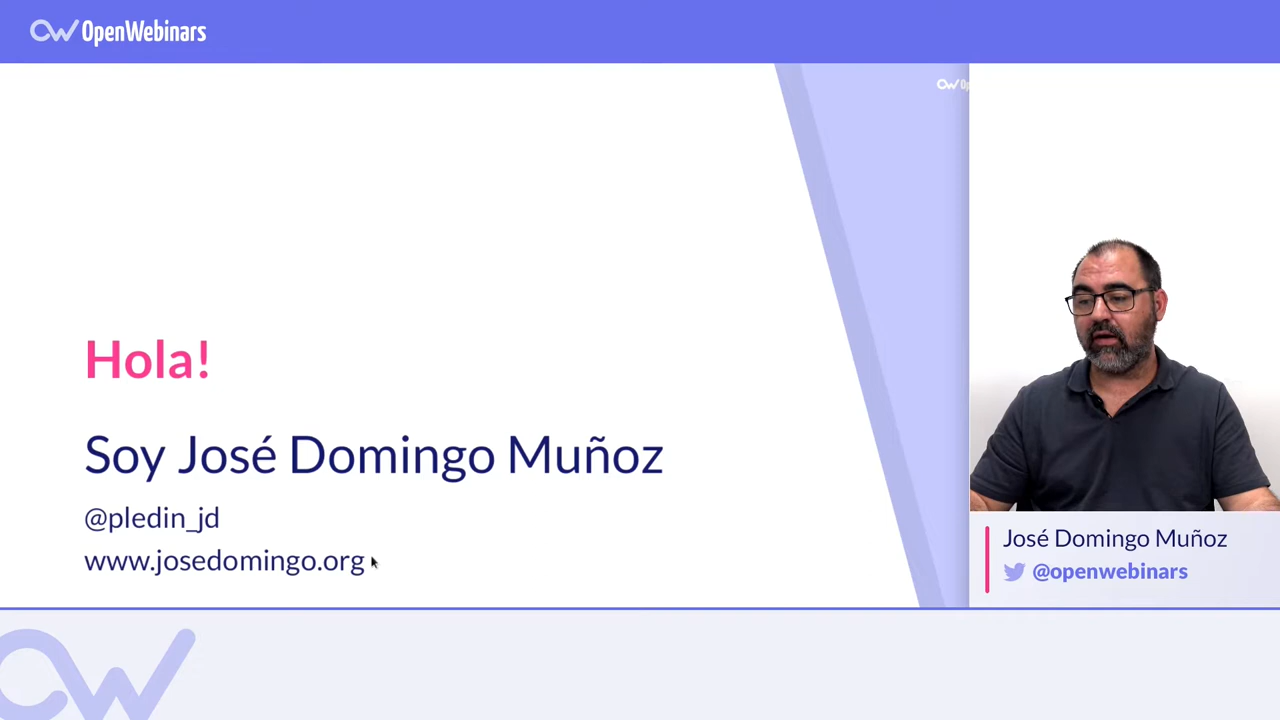 OpenWebinars
Hola!
Soy José Domingo Muñoz
@pledin_jd
www.josedomingo.org
José Domingo Muñoz
@openwebinars